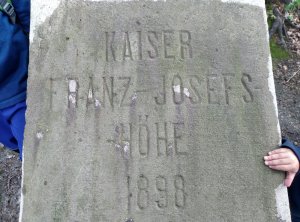 KAISER
FRANZ-JOSEFS-
HÖHE
1898